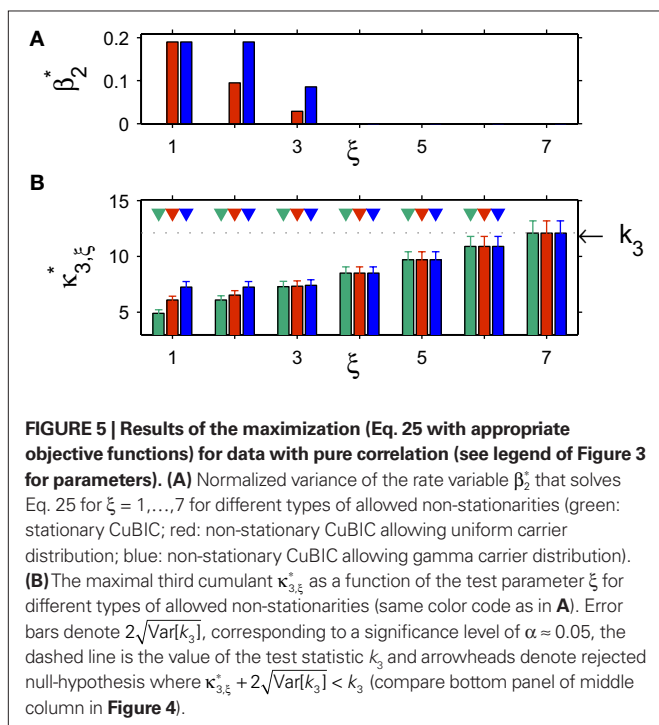 A
0.2
0.1
0
β₂*
1 3 ξ 5 7
B
15
10
5
κ*₃,ξ
k₃
1 3 ξ 5 7
FIGURE 5 | Results of the maximization (Eq. 25 with appropriate
objective functions) for data with pure correlation (see legend of Figure 3
for parameters). (A) Normalized variance of the rate variable β₂* that solves
Eq. 25 for ξ = 1,…,7 for different types of allowed non-stationarities (green:
stationary CuBIC; red: non-stationary CuBIC allowing uniform carrier
distribution; blue: non-stationary CuBIC allowing gamma carrier distribution).
(B) The maximal third cumulant κ*₃,ξ as a function of the test parameter ξ for
different types of allowed non-stationarities (same color code as in A). Error
bars denote 2√Var[k₃], corresponding to a significance level of α ≈ 0.05, the
dashed line is the value of the test statistic k₃ and arrowheads denote rejected
null-hypothesis where κ*₃,ξ + 2√Var[k₃] < k₃ (compare bottom panel of middle
column in Figure 4).